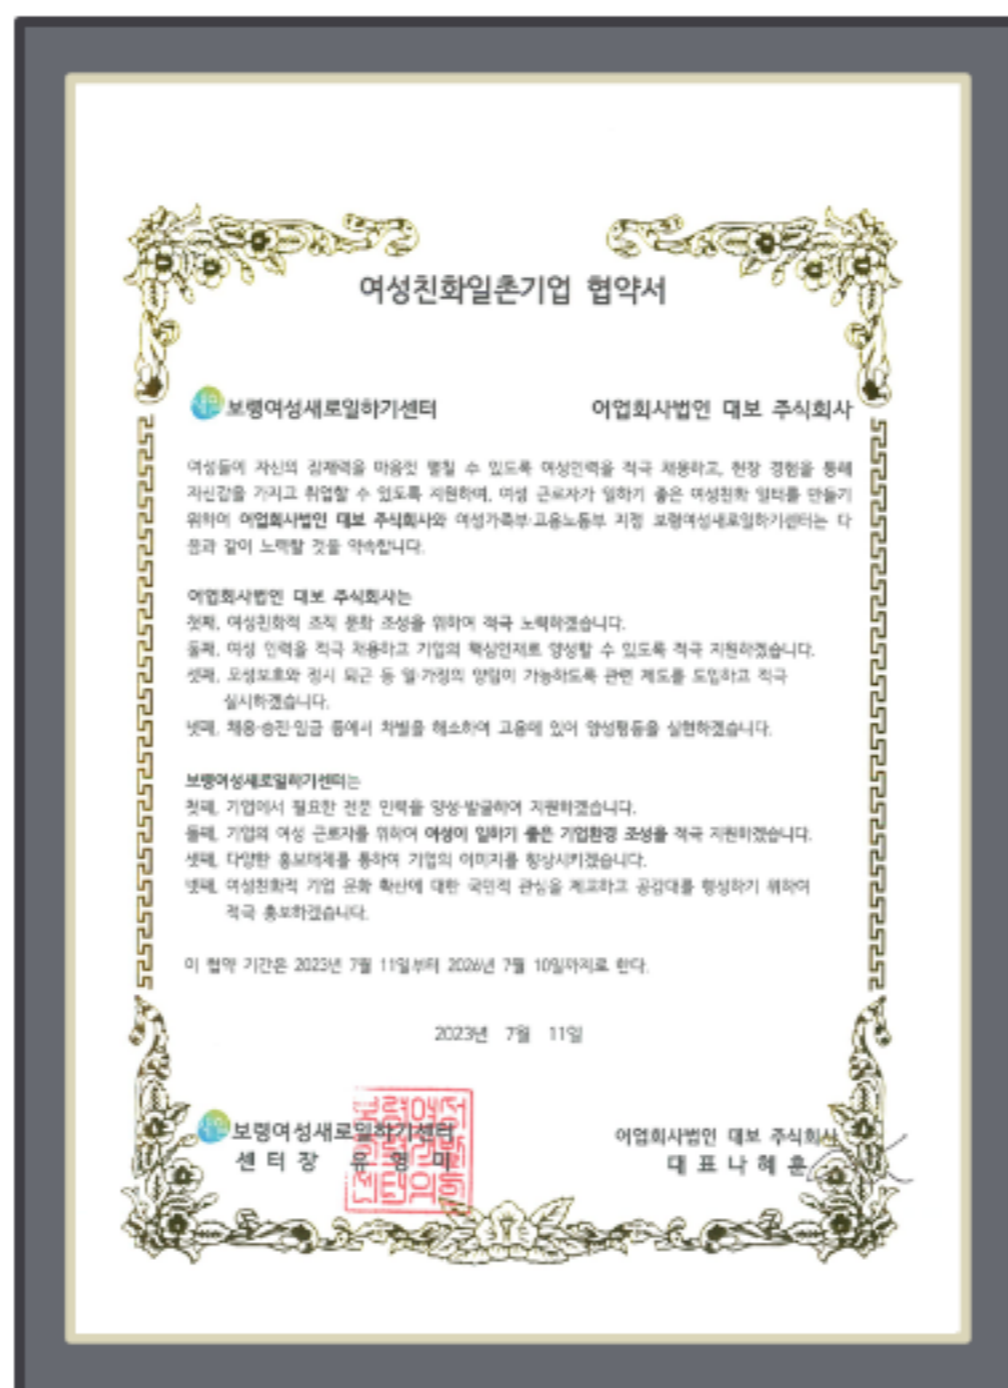 여성친화일촌기업 협약서
보령여성새로일하기센터
어업회사법인 대보 주식회사
여성들이 자신의 잠재력을 마음껏 펼칠 수 있도록 여성인력을 적극 채용하고, 현장 경험을 통해
자신감을 가지고 취업할 수 있도록 지원하며, 여성 근로자가 일하기 좋은 여성친화 일터를 만들기
위하여 어업회사법인 대보 주식회사와 여성가족부·고용노동부 지정 보령여성새로일하기센터는 다
음과 같이 노력할 것을 약속합니다.
어업회사법인 대보 주식회사는
첫째, 여성친화적 조직 문화 조성을 위하여 적극 노력하겠습니다.
둘째, 여성 인력을 적극 채용하고 기업의 핵심인재로 양성할 수 있도록 적극 지원하겠습니다.
셋째, 모성보호와 정시 퇴근 등 일·가정의 양립이 가능하도록 관련 제도를 도입하고 적극
실시하겠습니다.
넷째, 채용·승진·임금 등에서 차별을 해소하여 고용에 있어 양성평등을 실현하겠습니다.
보령여성새로일하기센터는
첫째, 기업에서 필요한 전문 인력을 양성·발굴하여 지원하겠습니다.
둘째, 기업의 여성 근로자를 위하여 여성이 일하기 좋은 기업환경 조성을 적극 지원하겠습니다.
셋째, 다양한 홍보매체를 통하여 기업의 이미지를 향상시키겠습니다.
넷째, 여성친화적 기업 문화 확산에 대한 국민적 관심을 제고하고 공감대를 형성하기 위하여
적극 홍보하겠습니다.
이 협약 기간은 2023년 7월 11일부터 2026년 7월 10일까지로 한다.
2023년 7월 11일
보령여성새로일하기센터
센터장 유영미
어업회사법인 대보 주식회사
대표 나혜훈